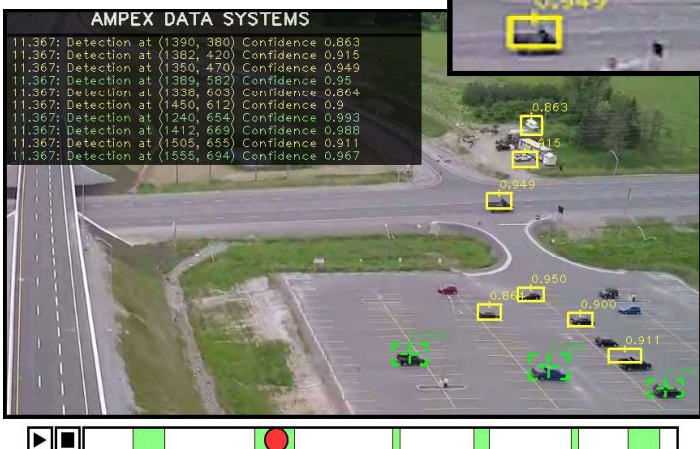 AMPEX DATA SYSTEMS
0.949
11.367: Detection at (1390, 380) Confidence 0.863
11.367: Detection at (1382, 420) Confidence 0.915
11.367: Detection at (1350, 470) Confidence 0.949
11.367: Detection at (1389, 582) Confidence 0.95
11.367: Detection at (1338, 603) Confidence 0.864
11.367: Detection at (1450, 612) Confidence 0.9
11.367: Detection at (1240, 654) Confidence 0.993
11.367: Detection at (1412, 669) Confidence 0.988
11.367: Detection at (1505, 655) Confidence 0.911
11.367: Detection at (1555, 694) Confidence 0.967
0.863
0.949
0.950
0.900
0.911